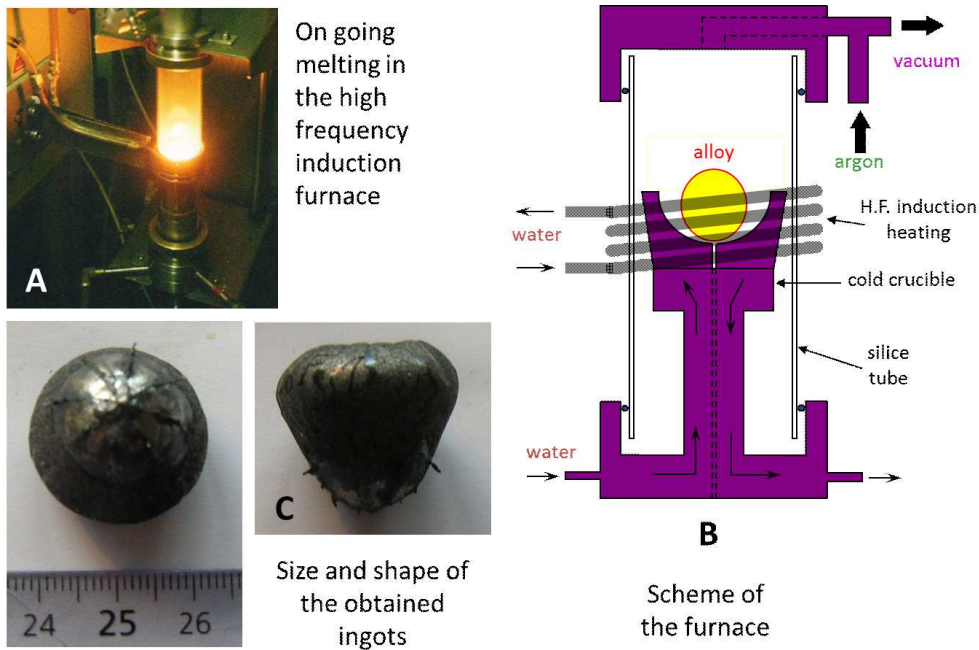 On going
melting in
the high
frequency
induction
furnace
A
vacuum
argon
alloy
H.F. induction
heating
water
cold crucible
silice
tube
water
B
Scheme of
the furnace
C
24 25 26
Size and shape of
the obtained
ingots